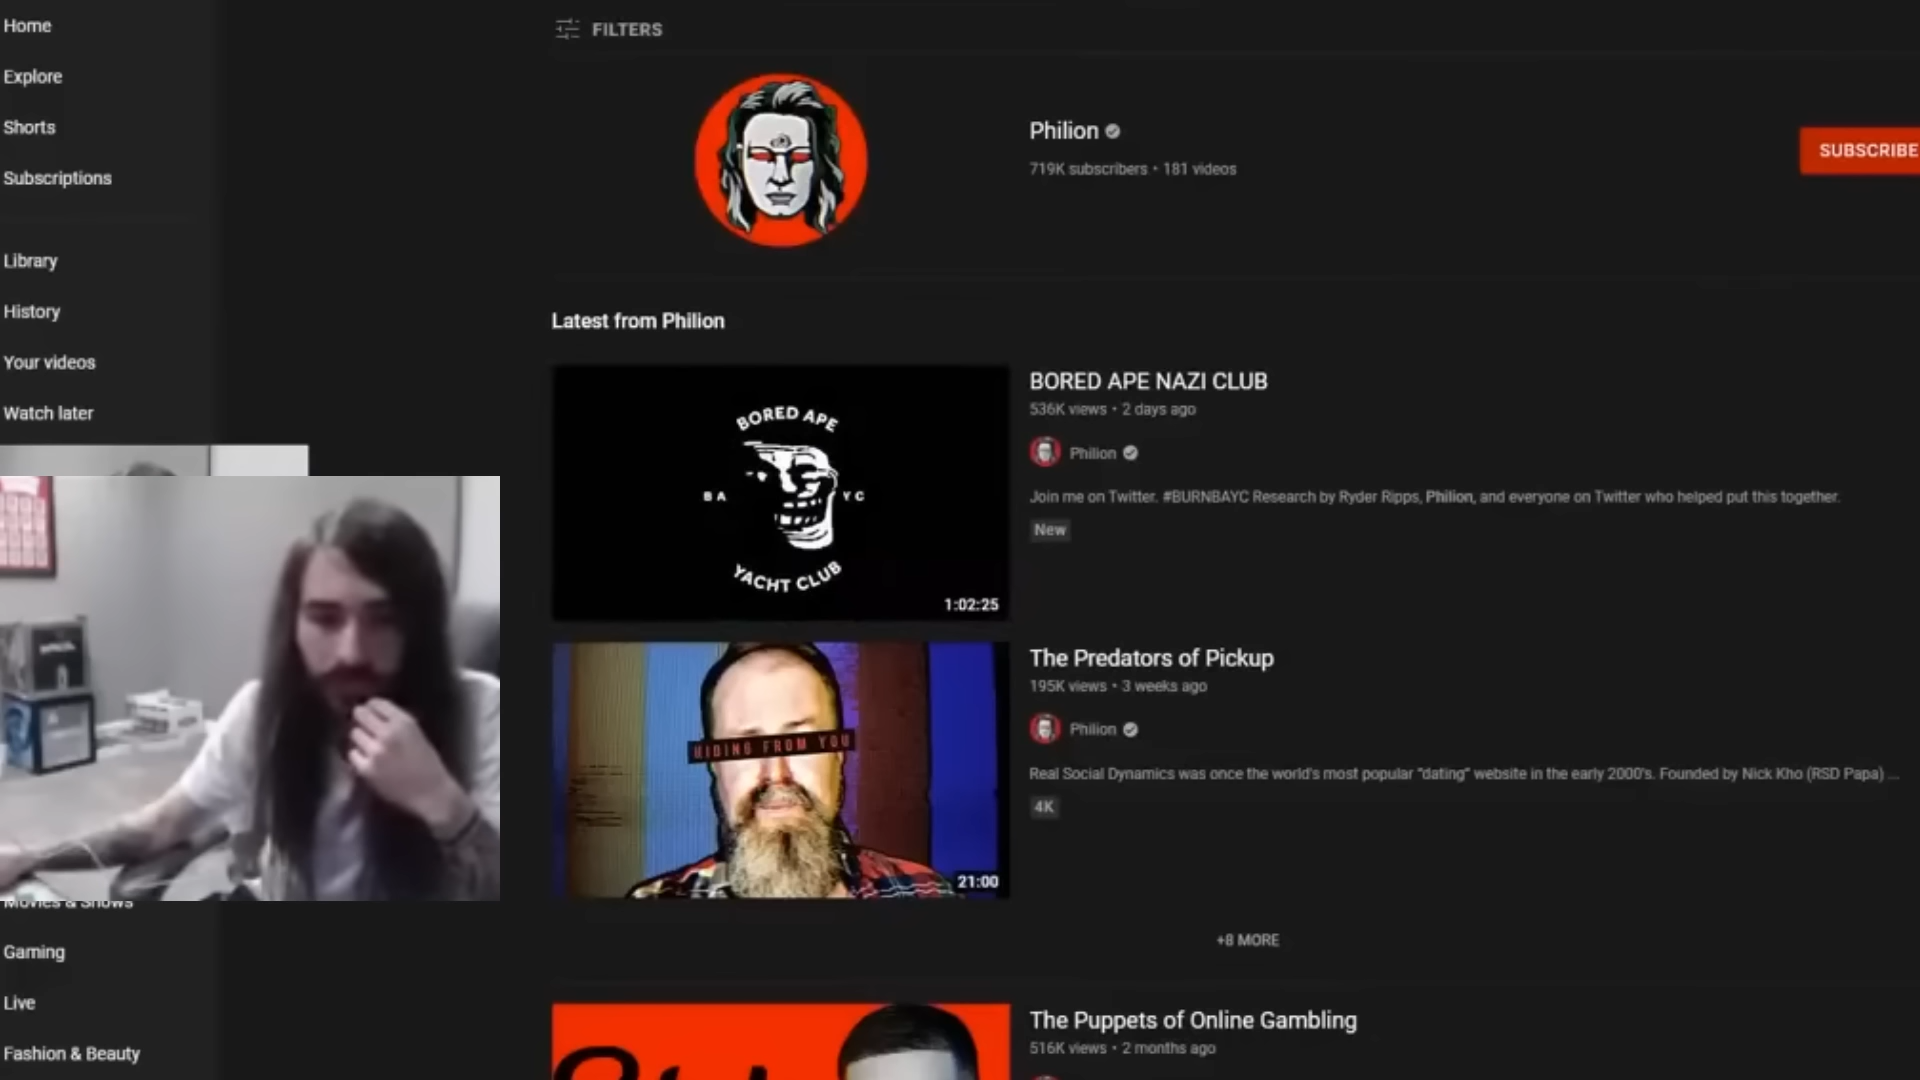 Home
Explore
Shorts
Subscriptions
Library
History
Your videos
Watch later
Movies & Shows
Gaming
Live
Fashion & Beauty
FILTERS
Philion
719K subscribers • 181 videos
SUBSCRIBE
Latest from Philion
BORED APE
BA YC
YACHT CLUB
1:02:25
BORED APE NAZI CLUB
536K views • 2 days ago
Philion
Join me on Twitter. #BURNBAYC Research by Ryder Ripps, Philion, and everyone on Twitter who helped put this together.
New
HIDING FROM YOU
21:00
The Predators of Pickup
195K views • 3 weeks ago
Philion
Real Social Dynamics was once the world's most popular "dating" website in the early 2000's. Founded by Nick Kho (RSD Papa) ...
4K
+8 MORE
The Puppets of Online Gambling
516K views • 2 months ago